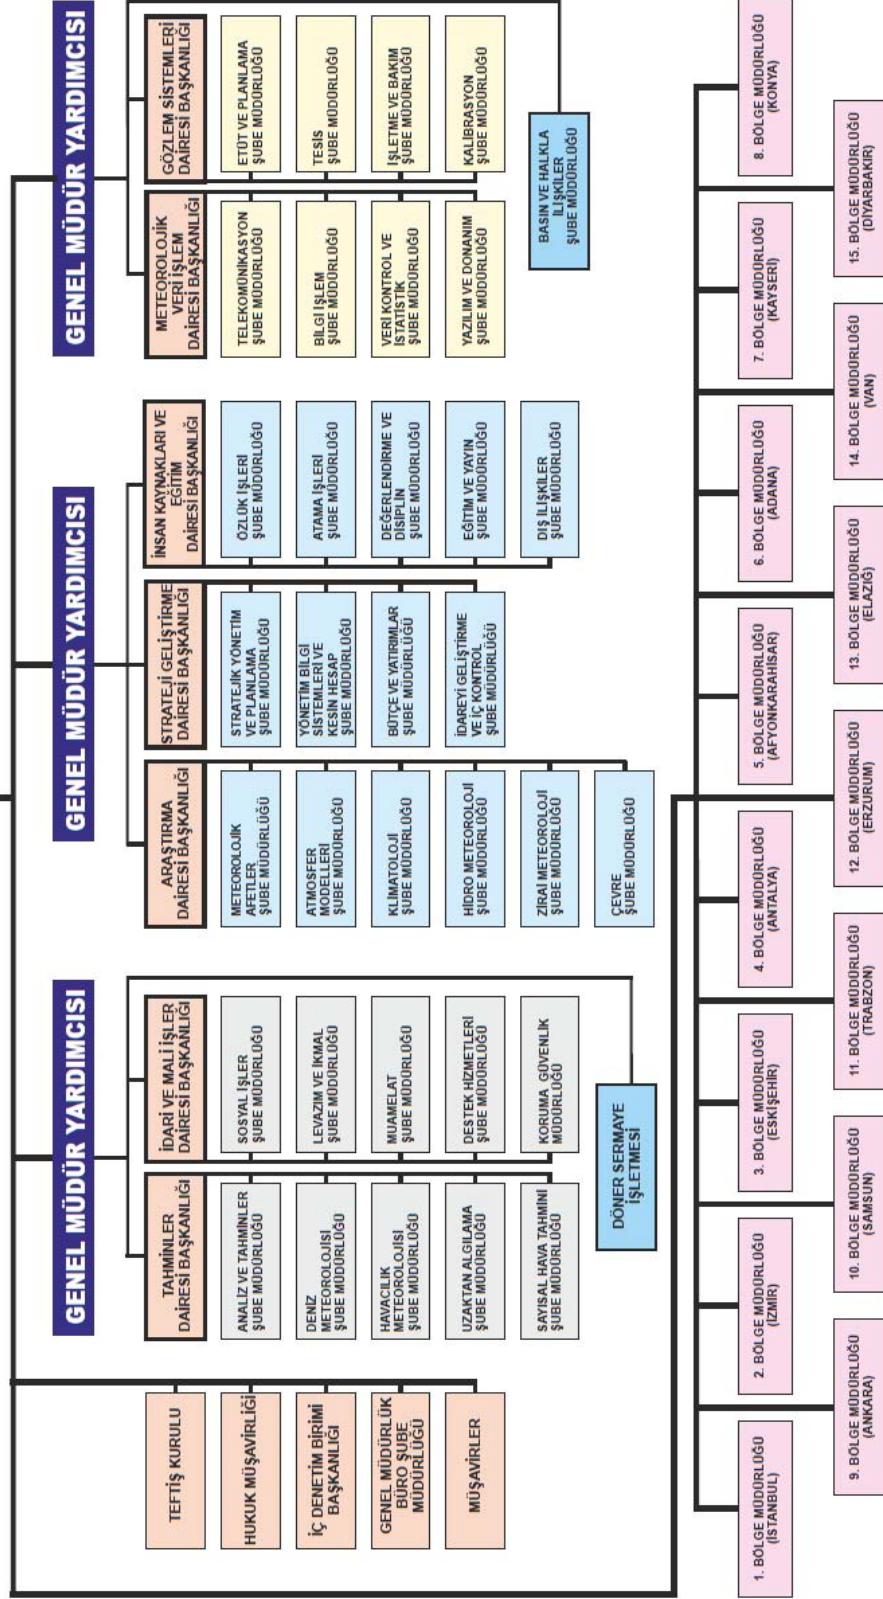 GENEL MÜDÜR YARDIMCISI
GENEL MÜDÜR YARDIMCISI
GENEL MÜDÜR YARDIMCISI
TEFTİŞ KURULU
HUKUK MÜŞAVİRLİĞİ
İÇ DENETİM BİRİMİ
BAŞKANLIĞI
GENEL MÜDÜRLÜK
BÜRO ŞUBE
MÜDÜRLÜĞÜ
MÜŞAVİRLER
TAHMİNLER
DAİRESİ BAŞKANLIĞI
ANALİZ VE TAHMİNLER
ŞUBE MÜDÜRLÜĞÜ
DENİZ
METEOROLOJİSİ
ŞUBE MÜDÜRLÜĞÜ
HAVACILIK
METEOROLOJİSİ
ŞUBE MÜDÜRLÜĞÜ
UZAKTAN ALGILAMA
ŞUBE MÜDÜRLÜĞÜ
SAYISAL HAVA TAHMİNİ
ŞUBE MÜDÜRLÜĞÜ
İDARİ VE MALİ İŞLER
DAİRESİ BAŞKANLIĞI
SOSYAL İŞLER
ŞUBE MÜDÜRLÜĞÜ
LEVAZIM VE İKMAL
ŞUBE MÜDÜRLÜĞÜ
MUAMELAT
ŞUBE MÜDÜRLÜĞÜ
DESTEK HİZMETLERİ
ŞUBE MÜDÜRLÜĞÜ
KORUMA GÜVENLİK
MÜDÜRLÜĞÜ
DÖNER SERMAYE
İŞLETMESİ
ARAŞTIRMA
DAİRESİ BAŞKANLIĞI
METEOROLOJİK
AFETLER
ŞUBE MÜDÜRLÜĞÜ
ATMOSFER
MODELLERİ
ŞUBE MÜDÜRLÜĞÜ
KLİMATOLOJİ
ŞUBE MÜDÜRLÜĞÜ
HİDRO METEOROLOJİ
ŞUBE MÜDÜRLÜĞÜ
ZİRAİ METEOROLOJİ
ŞUBE MÜDÜRLÜĞÜ
ÇEVRE
ŞUBE MÜDÜRLÜĞÜ
STRATEJİ GELİŞTİRME
DAİRESİ BAŞKANLIĞI
STRATEJİK YÖNETİM
VE PLANLAMA
ŞUBE MÜDÜRLÜĞÜ
YÖNETİM BİLGİ
SİSTEMLERİ VE
KESİN HESAP
ŞUBE MÜDÜRLÜĞÜ
BÜTÇE VE YATIRIMLAR
ŞUBE MÜDÜRLÜĞÜ
İDAREYİ GELİŞTİRME
VE İÇ KONTROL
ŞUBE MÜDÜRLÜĞÜ
İNSAN KAYNAKLARI VE
EĞİTİM
DAİRESİ BAŞKANLIĞI
ÖZLÜK İŞLERİ
ŞUBE MÜDÜRLÜĞÜ
ATAMA İŞLERİ
ŞUBE MÜDÜRLÜĞÜ
DEĞERLENDİRME VE
DİSİPLİN
ŞUBE MÜDÜRLÜĞÜ
EĞİTİM VE YAYIN
ŞUBE MÜDÜRLÜĞÜ
DIŞ İLİŞKİLER
ŞUBE MÜDÜRLÜĞÜ
METEOROLOJİK
VERİ İŞLEM
DAİRESİ BAŞKANLIĞI
TELEKOMÜNİKASYON
ŞUBE MÜDÜRLÜĞÜ
BİLGİ İŞLEM
ŞUBE MÜDÜRLÜĞÜ
VERİ KONTROL VE
İSTATİSTİK
ŞUBE MÜDÜRLÜĞÜ
YAZILIM VE DONANIM
ŞUBE MÜDÜRLÜĞÜ
GÖZLEM SİSTEMLERİ
DAİRESİ BAŞKANLIĞI
ETÜT VE PLANLAMA
ŞUBE MÜDÜRLÜĞÜ
TESİS
ŞUBE MÜDÜRLÜĞÜ
İŞLETME VE BAKIM
ŞUBE MÜDÜRLÜĞÜ
KALİBRASYON
ŞUBE MÜDÜRLÜĞÜ
BASIN VE HALKLA
İLİŞKİLER
ŞUBE MÜDÜRLÜĞÜ
1. BÖLGE MÜDÜRLÜĞÜ
(İSTANBUL)
2. BÖLGE MÜDÜRLÜĞÜ
(İZMİR)
3. BÖLGE MÜDÜRLÜĞÜ
(ESKİŞEHİR)
4. BÖLGE MÜDÜRLÜĞÜ
(ANTALYA)
5. BÖLGE MÜDÜRLÜĞÜ
(AFYONKARAHİSAR)
6. BÖLGE MÜDÜRLÜĞÜ
(ADANA)
7. BÖLGE MÜDÜRLÜĞÜ
(KAYSERİ)
8. BÖLGE MÜDÜRLÜĞÜ
(KONYA)
9. BÖLGE MÜDÜRLÜĞÜ
(ANKARA)
10. BÖLGE MÜDÜRLÜĞÜ
(SAMSUN)
11. BÖLGE MÜDÜRLÜĞÜ
(TRABZON)
12. BÖLGE MÜDÜRLÜĞÜ
(ERZURUM)
13. BÖLGE MÜDÜRLÜĞÜ
(ELAZIĞ)
14. BÖLGE MÜDÜRLÜĞÜ
(VAN)
15. BÖLGE MÜDÜRLÜĞÜ
(DİYARBAKIR)